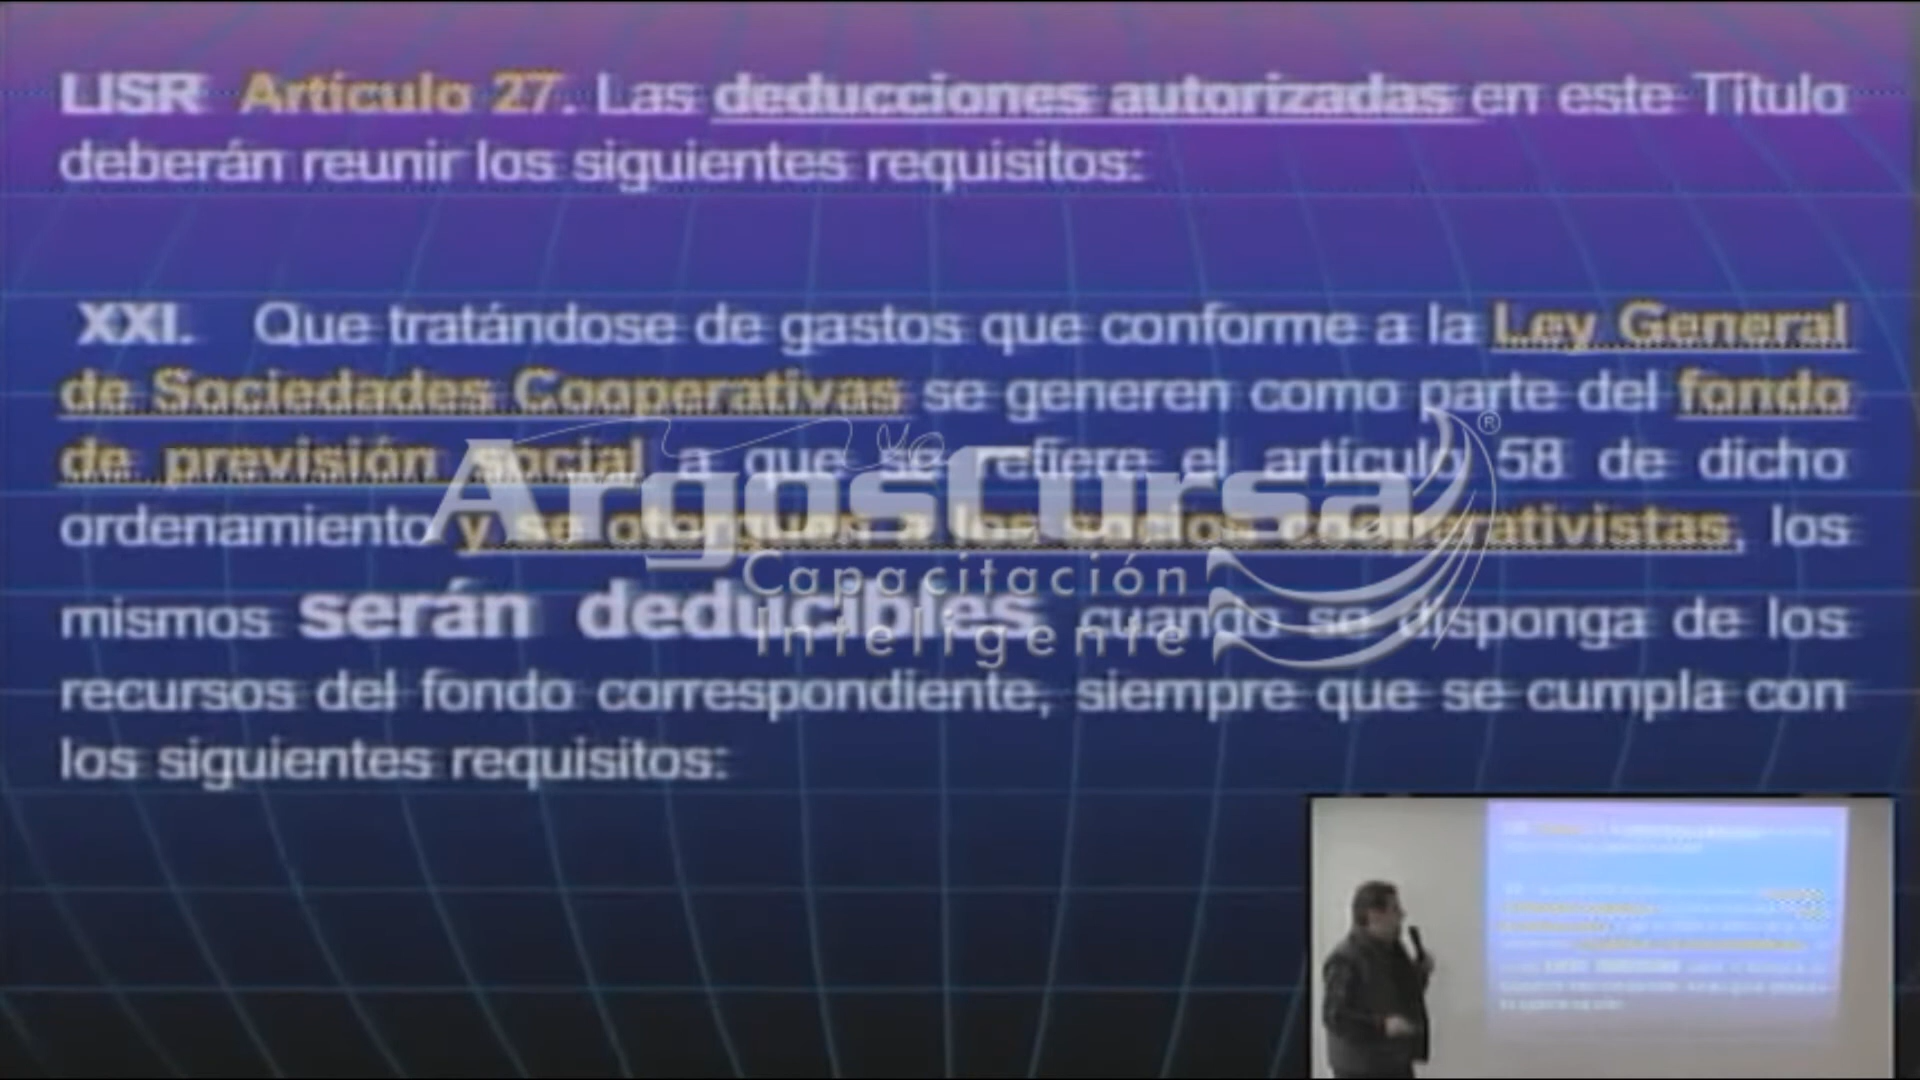 LISR Artículo 27. Las deducciones autorizadas en este Título
deberán reunir los siguientes requisitos:
XXI. Que tratándose de gastos que conforme a la Ley General
de Sociedades Cooperativas se generen como parte del fondo
de previsión social a que se refiere el artículo 58 de dicho
ordenamiento y se otorguen a los socios cooperativistas, los
mismos serán deducibles cuando se disponga de los
recursos del fondo correspondiente, siempre que se cumpla con
los siguientes requisitos:
ArgosCursa ®
Capacitación
Inteligente